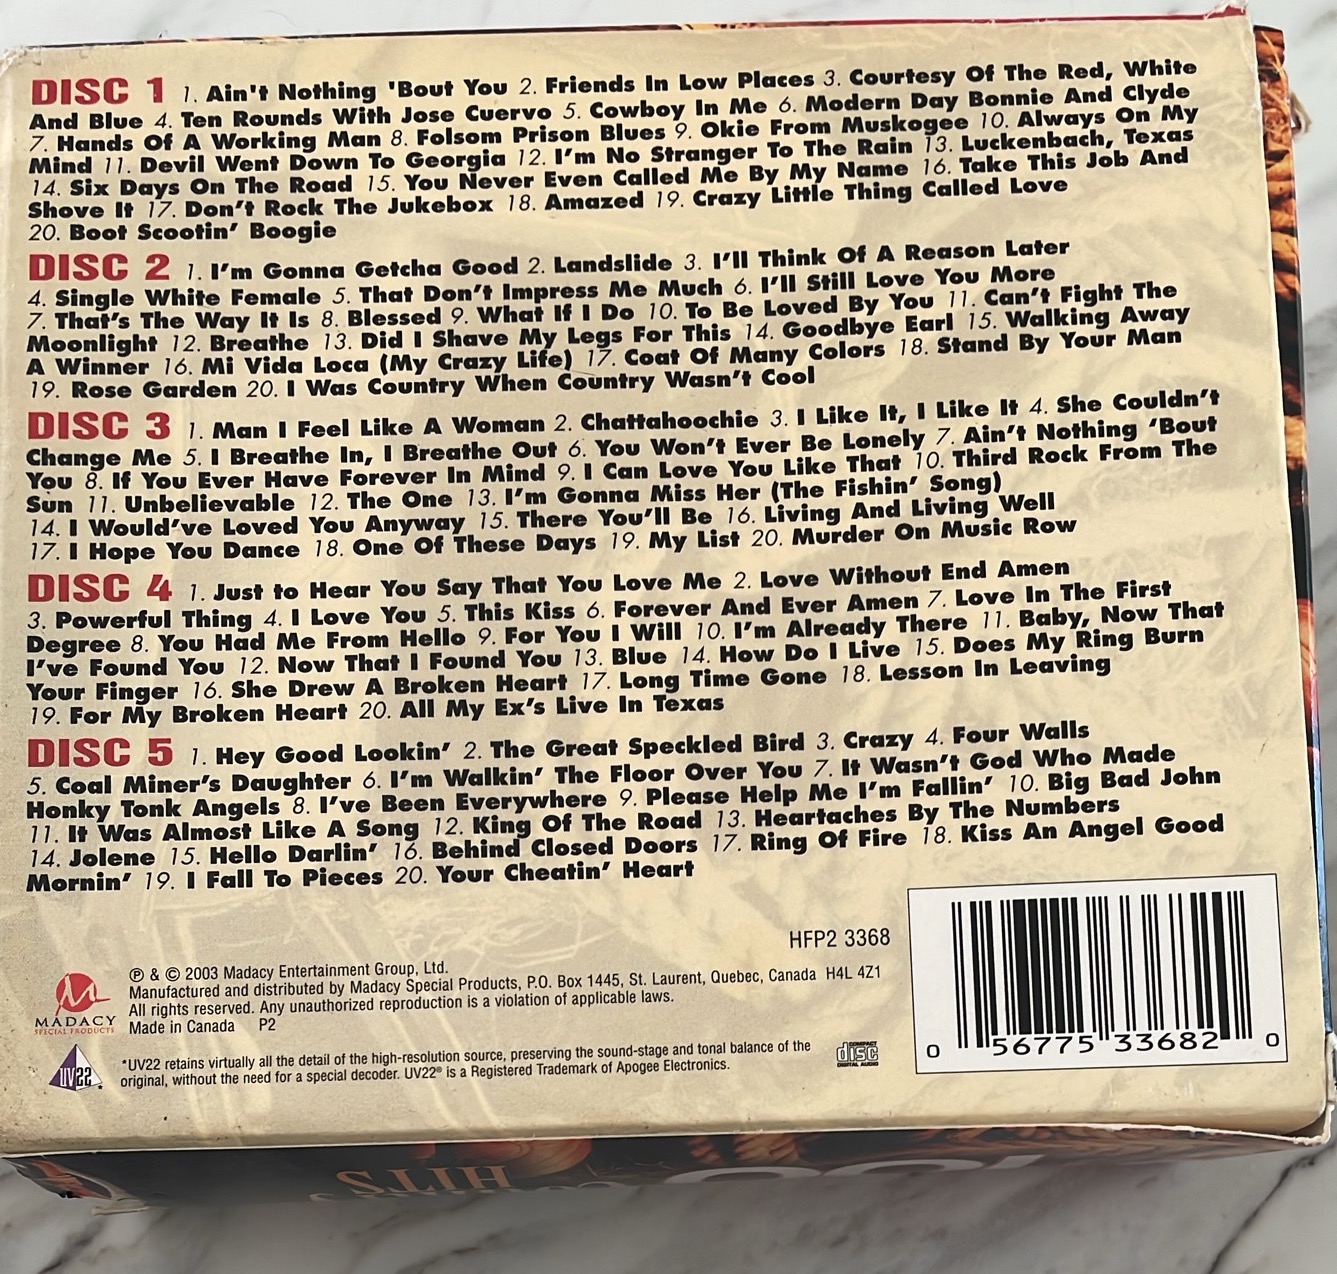 DISC 1 1. Ain't Nothing 'Bout You 2. Friends In Low Places 3. Courtesy Of The Red, White
And Blue 4. Ten Rounds With Jose Cuervo 5. Cowboy In Me 6. Modern Day Bonnie And Clyde
7. Hands Of A Working Man 8. Folsom Prison Blues 9. Okie From Muskogee 10. Always On My
Mind 11. Devil Went Down To Georgia 12. I'm No Stranger To The Rain 13. Luckenbach, Texas
14. Six Days On The Road 15. You Never Even Called Me By My Name 16. Take This Job And
Shove It 17. Don't Rock The Jukebox 18. Amazed 19. Crazy Little Thing Called Love
20. Boot Scootin' Boogie
DISC 2 1. I'm Gonna Getcha Good 2. Landslide 3. I'll Think Of A Reason Later
4. Single White Female 5. That Don't Impress Me Much 6. I'll Still Love You More
7. That's The Way It Is 8. Blessed 9. What If I Do 10. To Be Loved By You 11. Can't Fight The
Moonlight 12. Breathe 13. Did I Shave My Legs For This 14. Goodbye Earl 15. Walking Away
A Winner 16. Mi Vida Loca (My Crazy Life) 17. Coat Of Many Colors 18. Stand By Your Man
19. Rose Garden 20. I Was Country When Country Wasn't Cool
DISC 3 1. Man I Feel Like A Woman 2. Chattahoochie 3. I Like It, I Like It 4. She Couldn't
Change Me 5. I Breathe In, I Breathe Out 6. You Won't Ever Be Lonely 7. Ain't Nothing 'Bout
You 8. If You Ever Have Forever In Mind 9. I Can Love You Like That 10. Third Rock From The
Sun 11. Unbelievable 12. The One 13. I'm Gonna Miss Her (The Fishin' Song)
14. I Would've Loved You Anyway 15. There You'll Be 16. Living And Living Well
17. I Hope You Dance 18. One Of These Days 19. My List 20. Murder On Music Row
DISC 4 1. Just to Hear You Say That You Love Me 2. Love Without End Amen
3. Powerful Thing 4. I Love You 5. This Kiss 6. Forever And Ever Amen 7. Love In The First
Degree 8. You Had Me From Hello 9. For You I Will 10. I'm Already There 11. Baby, Now That
I've Found You 12. Now That I Found You 13. Blue 14. How Do I Live 15. Does My Ring Burn
Your Finger 16. She Drew A Broken Heart 17. Long Time Gone 18. Lesson In Leaving
19. For My Broken Heart 20. All My Ex's Live In Texas
DISC 5 1. Hey Good Lookin' 2. The Great Speckled Bird 3. Crazy 4. Four Walls
5. Coal Miner's Daughter 6. I'm Walkin' The Floor Over You 7. It Wasn't God Who Made
Honky Tonk Angels 8. I've Been Everywhere 9. Please Help Me I'm Fallin' 10. Big Bad John
11. It Was Almost Like A Song 12. King Of The Road 13. Heartaches By The Numbers
14. Jolene 15. Hello Darlin' 16. Behind Closed Doors 17. Ring Of Fire 18. Kiss An Angel Good
Mornin' 19. I Fall To Pieces 20. Your Cheatin' Heart
HFP2 3368
℗ & © 2003 Madacy Entertainment Group, Ltd.
Manufactured and distributed by Madacy Special Products, P.O. Box 1445, St. Laurent, Quebec, Canada H4L 4Z1
All rights reserved. Any unauthorized reproduction is a violation of applicable laws.
Made in Canada P2
MADACY
SPECIAL PRODUCTS
0 56775 33682 0
*UV22 retains virtually all the detail of the high-resolution source, preserving the sound-stage and tonal balance of the
original, without the need for a special decoder. UV22® is a Registered Trademark of Apogee Electronics.
UV22
COMPACT
disc
DIGITAL AUDIO
HITS